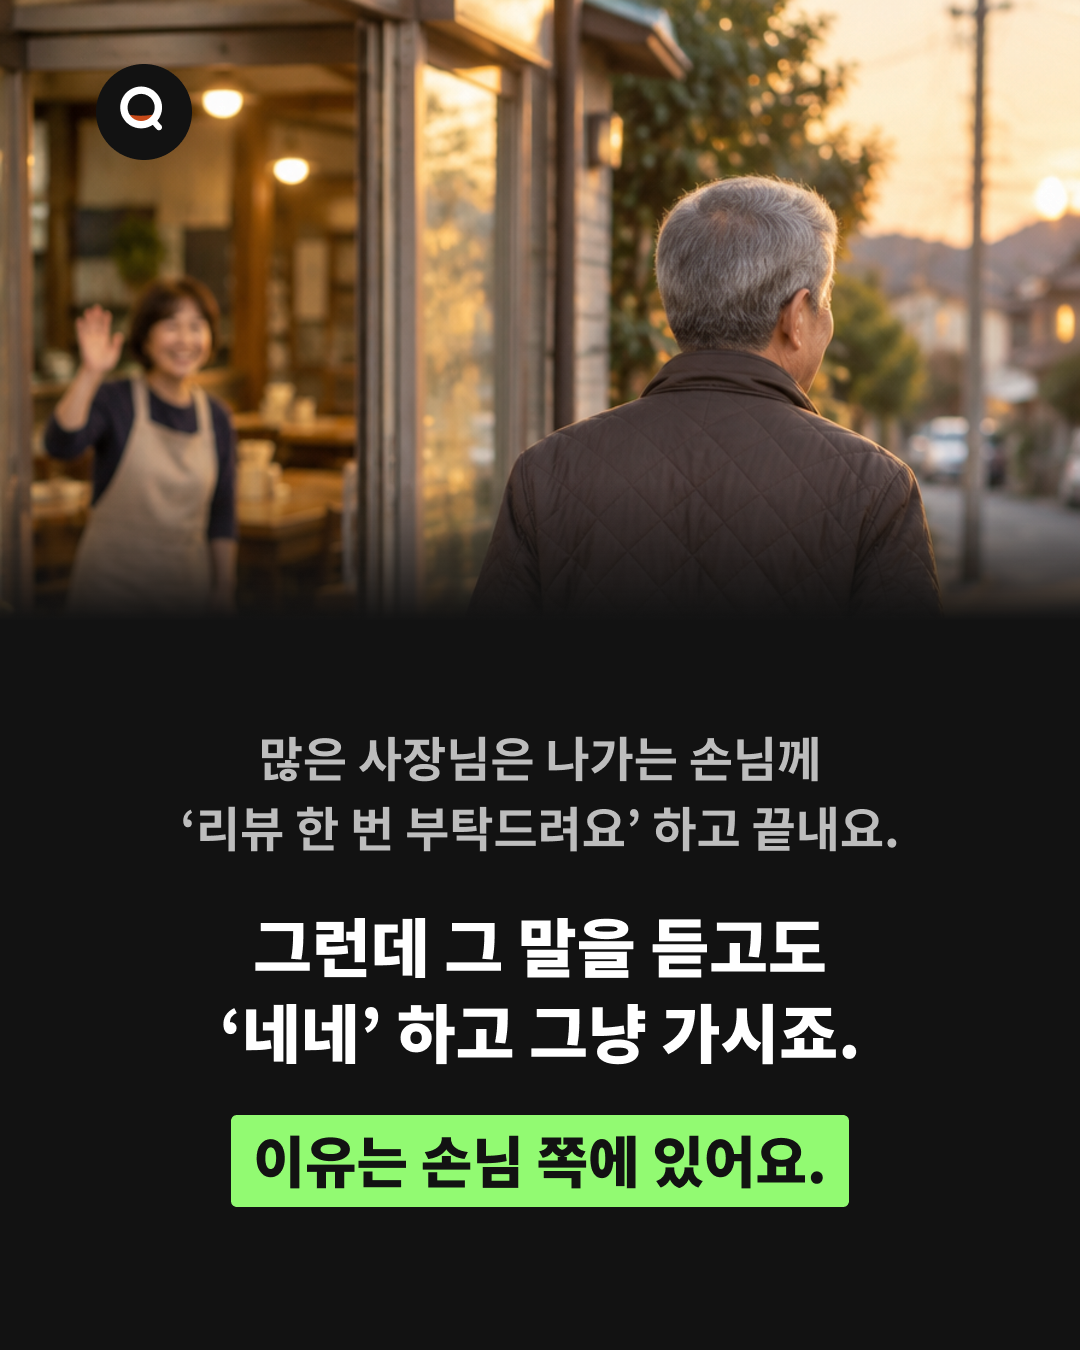 많은 사장님은 나가는 손님께
‘리뷰 한 번 부탁드려요’ 하고 끝내요.
그런데 그 말을 듣고도
‘네네’ 하고 그냥 가시죠.
이유는 손님 쪽에 있어요.